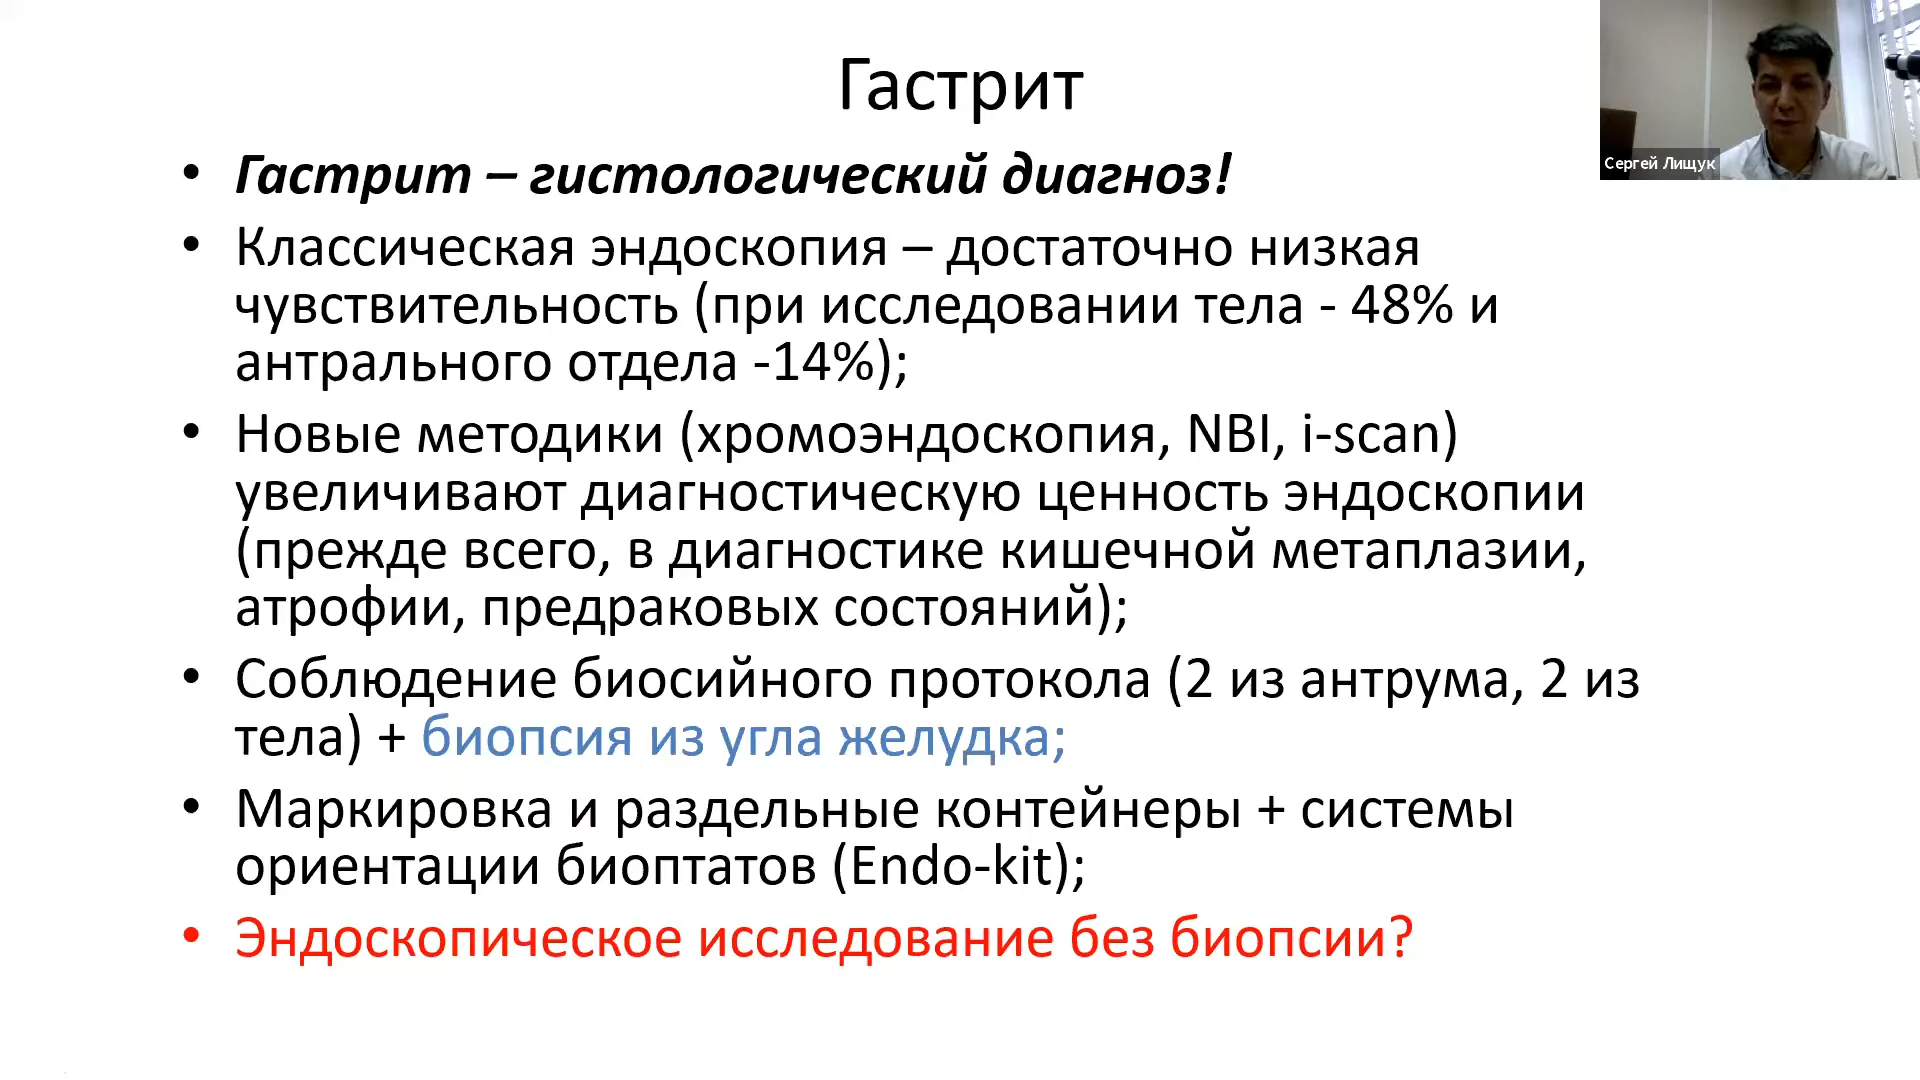 Гастрит
• Гастрит – гистологический диагноз!
• Классическая эндоскопия – достаточно низкая
чувствительность (при исследовании тела - 48% и
антрального отдела -14%);
• Новые методики (хромоэндоскопия, NBI, i-scan)
увеличивают диагностическую ценность эндоскопии
(прежде всего, в диагностике кишечной метаплазии,
атрофии, предраковых состояний);
• Соблюдение биосийного протокола (2 из антрума, 2 из
тела) + биопсия из угла желудка;
• Маркировка и раздельные контейнеры + системы
ориентации биоптатов (Endo-kit);
• Эндоскопическое исследование без биопсии?
Сергей Лищук